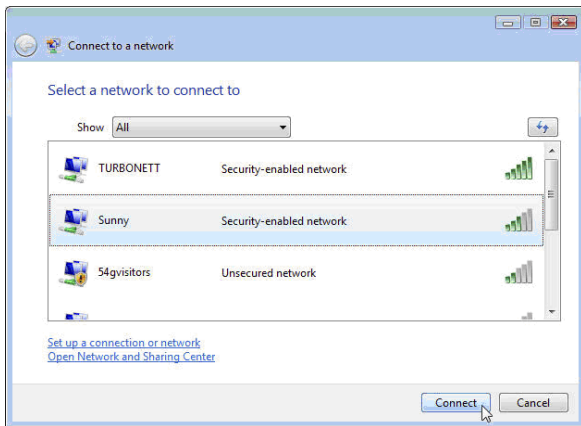 Connect to a network
Select a network to connect to
Show All
TURBONETT Security-enabled network
Sunny Security-enabled network
54gvisitors Unsecured network
Set up a connection or network
Open Network and Sharing Center
Connect Cancel